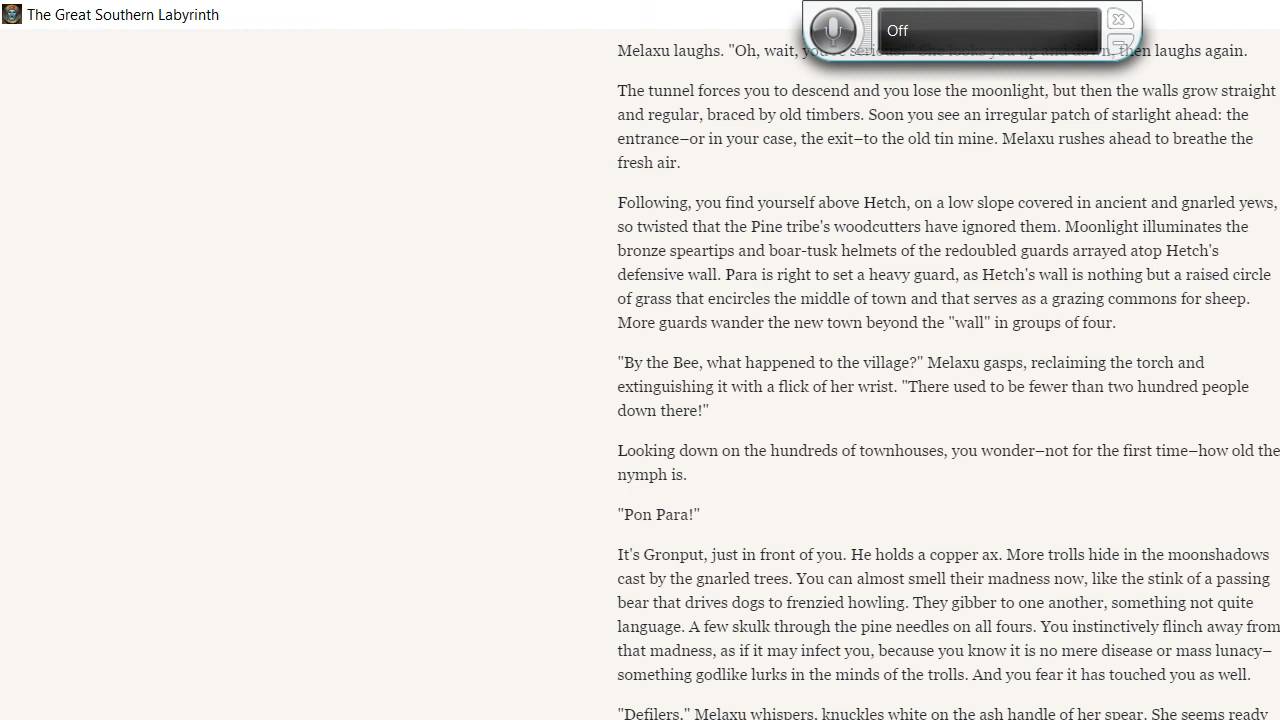 The Great Southern Labyrinth
Off
Melaxu laughs. "Oh, wait, you're serious!" She looks you up and down, then laughs again.
The tunnel forces you to descend and you lose the moonlight, but then the walls grow straight
and regular, braced by old timbers. Soon you see an irregular patch of starlight ahead: the
entrance–or in your case, the exit–to the old tin mine. Melaxu rushes ahead to breathe the
fresh air.
Following, you find yourself above Hetch, on a low slope covered in ancient and gnarled yews,
so twisted that the Pine tribe's woodcutters have ignored them. Moonlight illuminates the
bronze speartips and boar-tusk helmets of the redoubled guards arrayed atop Hetch's
defensive wall. Para is right to set a heavy guard, as Hetch's wall is nothing but a raised circle
of grass that encircles the middle of town and that serves as a grazing commons for sheep.
More guards wander the new town beyond the "wall" in groups of four.
"By the Bee, what happened to the village?" Melaxu gasps, reclaiming the torch and
extinguishing it with a flick of her wrist. "There used to be fewer than two hundred people
down there!"
Looking down on the hundreds of townhouses, you wonder–not for the first time–how old the
nymph is.
"Pon Para!"
It's Gronput, just in front of you. He holds a copper ax. More trolls hide in the moonshadows
cast by the gnarled trees. You can almost smell their madness now, like the stink of a passing
bear that drives dogs to frenzied howling. They gibber to one another, something not quite
language. A few skulk through the pine needles on all fours. You instinctively flinch away from
that madness, as if it may infect you, because you know it is no mere disease or mass lunacy–
something godlike lurks in the minds of the trolls. And you fear it has touched you as well.
"Defilers," Melaxu whispers, knuckles white on the ash handle of her spear. She seems ready